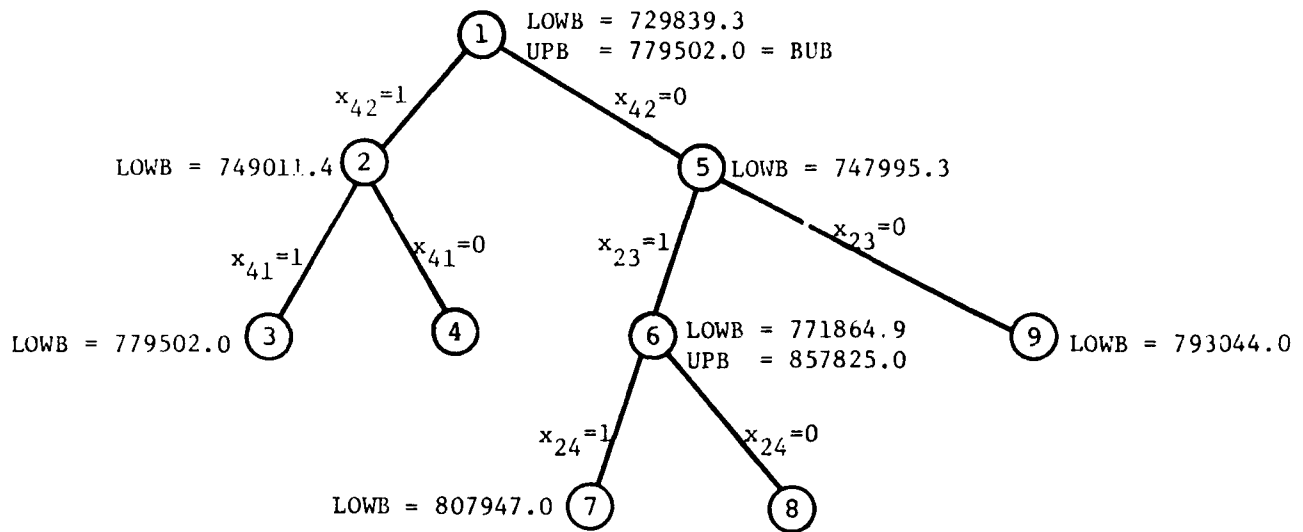 1
LOWB = 729839.3
UPB = 779502.0 = BUB
x42=1
x42=0
LOWB = 749011.4
2
5
LOWB = 747995.3
x41=1
x41=0
x23=1
x23=0
LOWB = 779502.0
3
4
6
LOWB = 771864.9
UPB = 857825.0
9
LOWB = 793044.0
x24=1
x24=0
LOWB = 807947.0
7
8